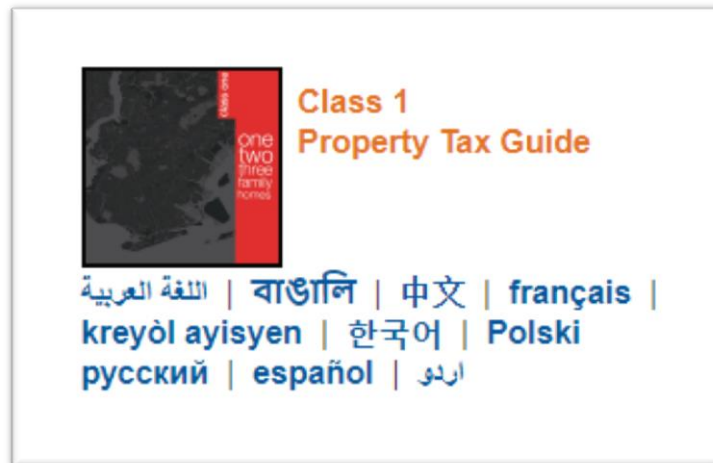 class one
one
two
three
family
homes
Class 1
Property Tax Guide
اللغة العربية | বাঙালি | 中文 | français |
kreyòl ayisyen | 한국어 | Polski
русский | español | اردو